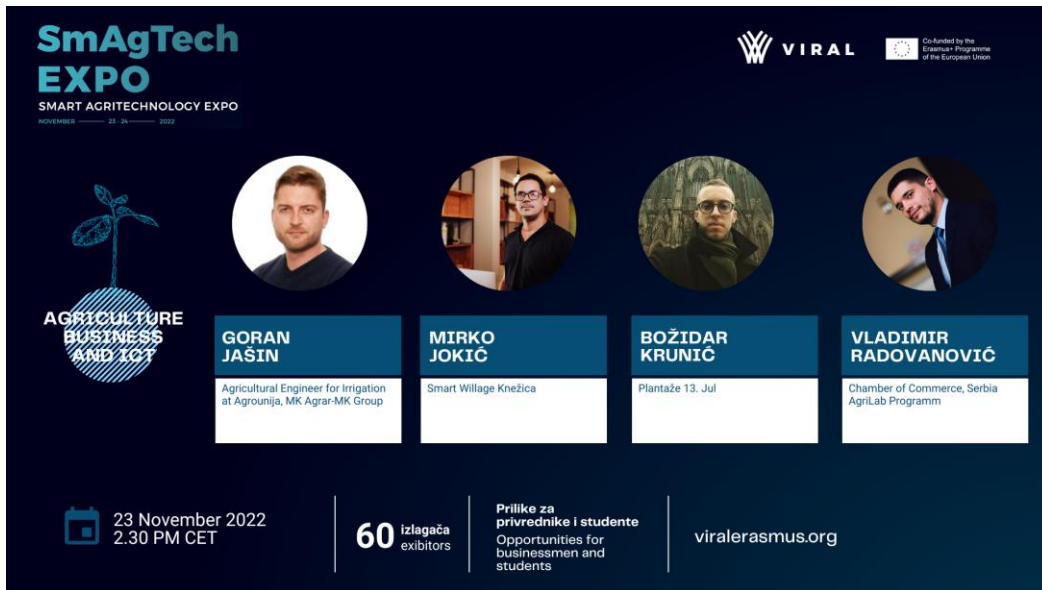 SmAgTech
EXPO
SMART AGRITECHNOLOGY EXPO
NOVEMBER 23 - 24 2022
VIRAL
Co-funded by the
Erasmus+ Programme
of the European Union
AGRICULTURE
BUSINESS
AND ICT
GORAN
JAŠIN
Agricultural Engineer for Irrigation
at Agrounija, MK Agrar-MK Group
MIRKO
JOKIĆ
Smart Willage Knežica
BOŽIDAR
KRUNIĆ
Plantaže 13. Jul
VLADIMIR
RADOVANOVIĆ
Chamber of Commerce, Serbia
AgriLab Programm
23 November 2022
2.30 PM CET
60
izlagača
exibitors
Prilike za
privrednike i studente
Opportunities for
businessmen and
students
viralerasmus.org